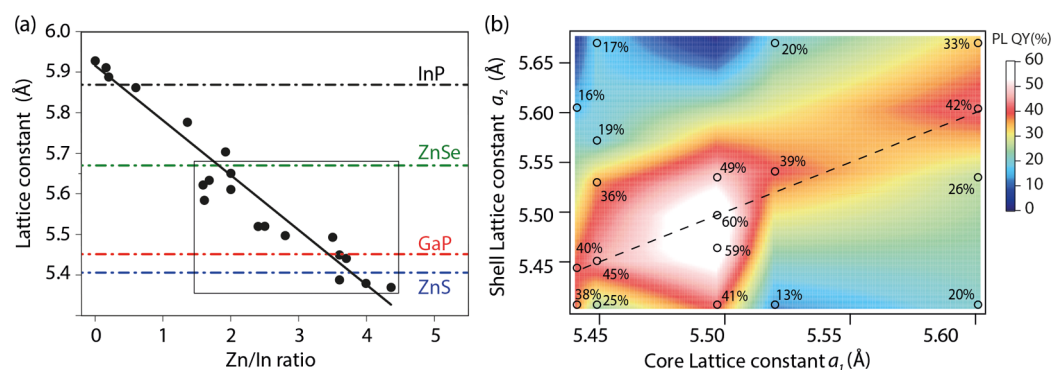 (a)
6.0
5.9
5.8
5.7
5.6
5.5
5.4
Lattice constant (Å)
InP
ZnSe
GaP
ZnS
0 1 2 3 4 5
Zn/In ratio
(b)
5.65
5.60
5.55
5.50
5.45
Shell Lattice constant a2 (Å)
17% 20% 33%
16% 42%
19%
49% 39%
36% 26%
60%
59%
40%
45%
38% 25% 41% 13% 20%
5.45 5.50 5.55 5.60
Core Lattice constant a1(Å)
PL QY(%)
60
50
40
30
20
10
0